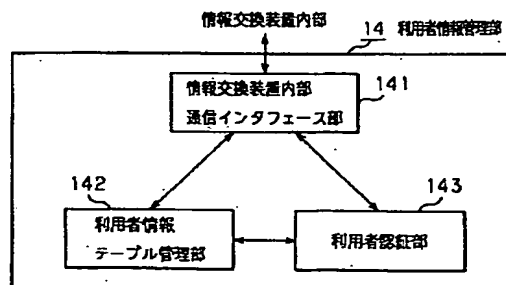 情報交換装置内部
14 利用者情報管理部
情報交換装置内部
通信インタフェース部
141
142
利用者情報
テーブル管理部
143
利用者認証部